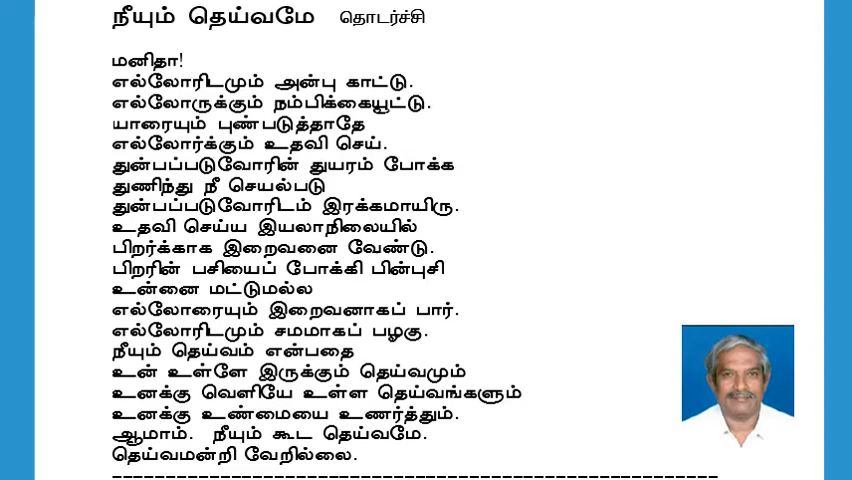 நீயும் தெய்வமே தொடர்ச்சி
மனிதா!
எல்லோரிடமும் அன்பு காட்டு.
எல்லோருக்கும் நம்பிக்கையூட்டு.
யாரையும் புண்படுத்தாதே
எல்லோர்க்கும் உதவி செய்.
துன்பப்படுவோரின் துயரம் போக்க
துணிந்து நீ செயல்படு
துன்பப்படுவோரிடம் இரக்கமாயிரு.
உதவி செய்ய இயலாநிலையில்
பிறர்க்காக இறைவனை வேண்டு.
பிறரின் பசியைப் போக்கி பின்புசி
உன்னை மட்டுமல்ல
எல்லோரையும் இறைவனாகப் பார்.
எல்லோரிடமும் சமமாகப் பழகு.
நீயும் தெய்வம் என்பதை
உன் உள்ளே இருக்கும் தெய்வமும்
உனக்கு வெளியே உள்ள தெய்வங்களும்
உனக்கு உண்மையை உணர்த்தும்.
ஆமாம். நீயும் கூட தெய்வமே.
தெய்வமன்றி வேறில்லை.